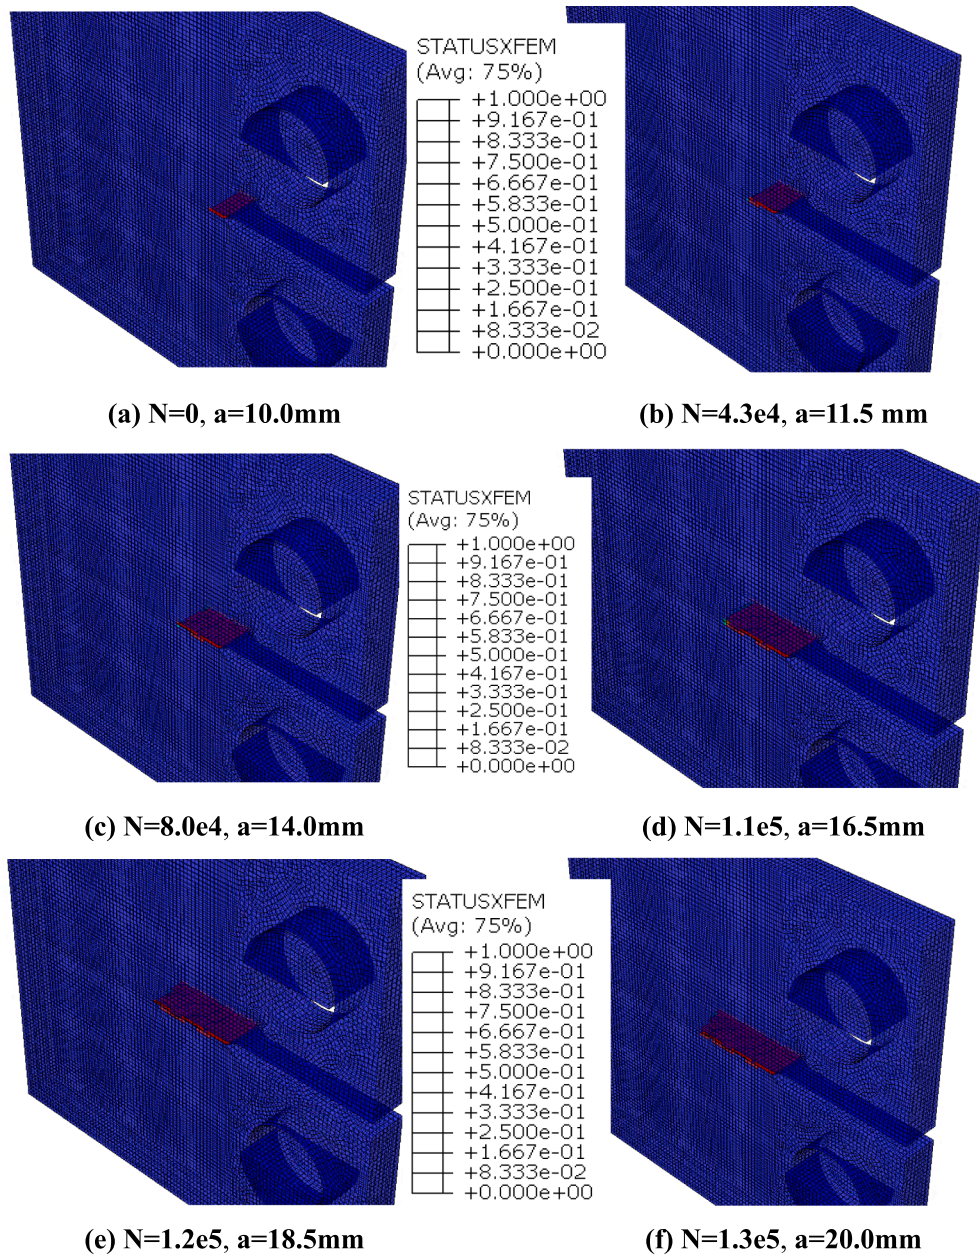 STATUSXFEM
(Avg: 75%)
+1.000e+00
+9.167e-01
+8.333e-01
+7.500e-01
+6.667e-01
+5.833e-01
+5.000e-01
+4.167e-01
+3.333e-01
+2.500e-01
+1.667e-01
+8.333e-02
+0.000e+00
(a) N=0, a=10.0mm
(b) N=4.3e4, a=11.5 mm
STATUSXFEM
(Avg: 75%)
+1.000e+00
+9.167e-01
+8.333e-01
+7.500e-01
+6.667e-01
+5.833e-01
+5.000e-01
+4.167e-01
+3.333e-01
+2.500e-01
+1.667e-01
+8.333e-02
+0.000e+00
(c) N=8.0e4, a=14.0mm
(d) N=1.1e5, a=16.5mm
STATUSXFEM
(Avg: 75%)
+1.000e+00
+9.167e-01
+8.333e-01
+7.500e-01
+6.667e-01
+5.833e-01
+5.000e-01
+4.167e-01
+3.333e-01
+2.500e-01
+1.667e-01
+8.333e-02
+0.000e+00
(e) N=1.2e5, a=18.5mm
(f) N=1.3e5, a=20.0mm